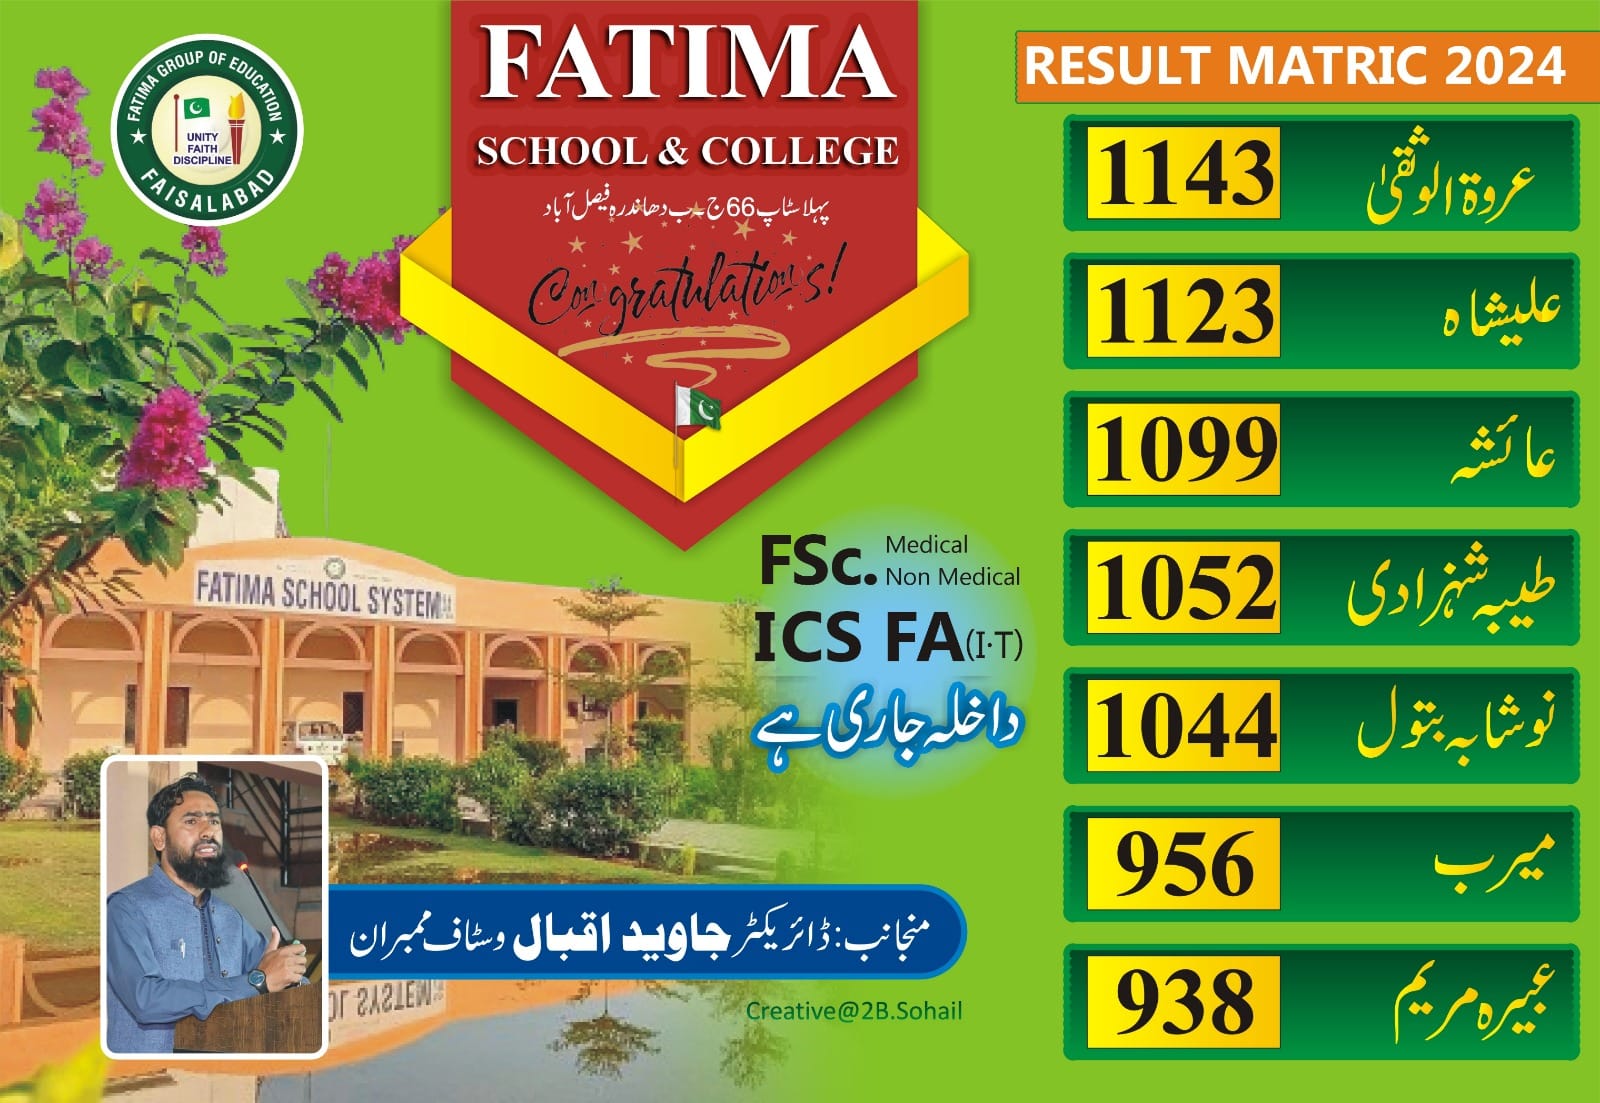 FATIMA GROUP OF EDUCATION
UNITY
FAITH
DISCIPLINE
FAISALABAD
FATIMA
SCHOOL & COLLEGE
پہلا سٹاپ 66 ج ۔ ب دھاندرہ فیصل آباد
Congratulations!
FATIMA SCHOOL SYSTEM
FSc. Medical
Non Medical
ICS FA (I.T)
داخلہ جاری ہے
منجانب: ڈائریکٹر جاوید اقبال و سٹاف ممبران
Creative@2B.Sohail
RESULT MATRIC 2024
عروۃ الوثقیٰ 1143
علیشاہ 1123
عائشہ 1099
طیبہ شہزادی 1052
نوشابہ بتول 1044
میرب 956
عبیرہ مریم 938